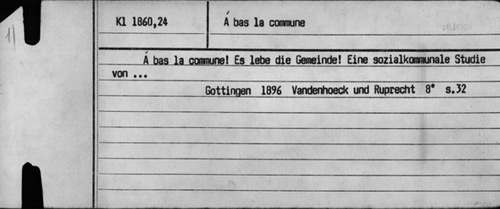 Kl 1860,24
Á bas la commune
Á bas la commune! Es lebe die Gemeinde! Eine sozialkommunale Studie
von ...
Gottingen 1896 Vandenhoeck und Ruprecht 8° s.32